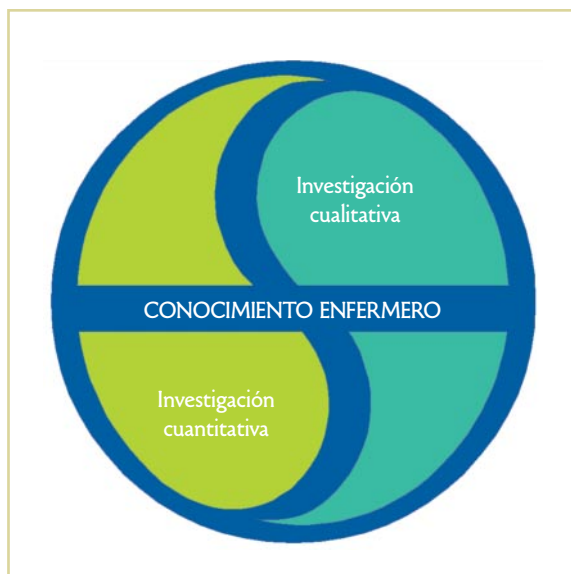 Investigación
cualitativa
CONOCIMIENTO ENFERMERO
Investigación
cuantitativa